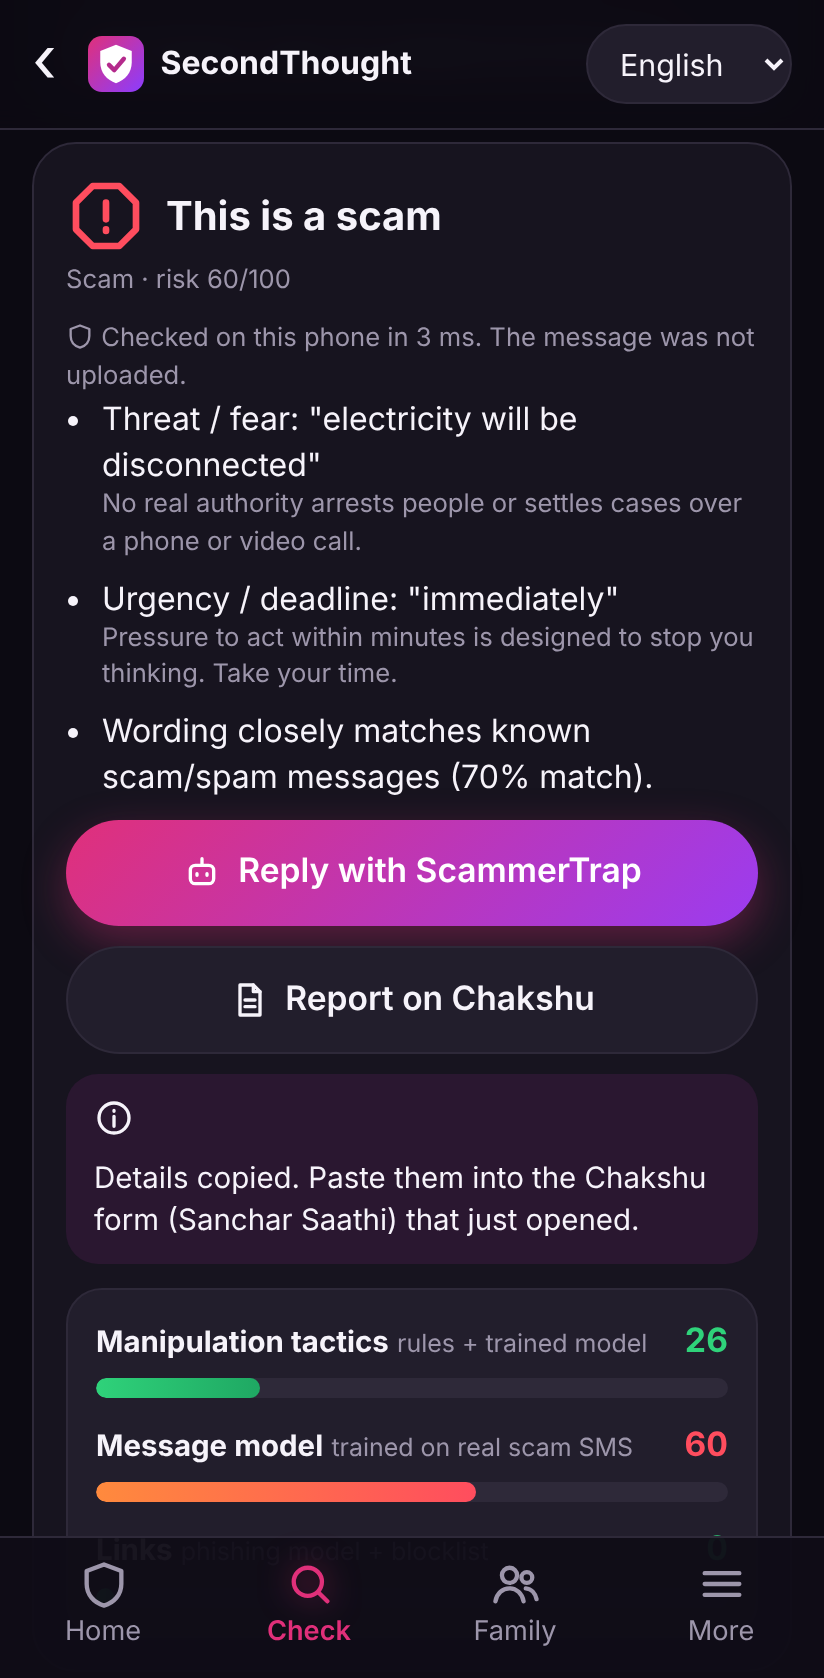 SecondThought
English
This is a scam
Scam · risk 60/100
Checked on this phone in 3 ms. The message was not
uploaded.
• Threat / fear: "electricity will be
disconnected"
No real authority arrests people or settles cases over
a phone or video call.
• Urgency / deadline: "immediately"
Pressure to act within minutes is designed to stop you
thinking. Take your time.
• Wording closely matches known
scam/spam messages (70% match).
Reply with ScammerTrap
Report on Chakshu
Details copied. Paste them into the Chakshu
form (Sanchar Saathi) that just opened.
Manipulation tactics rules + trained model 26
Message model trained on real scam SMS 60
Links phishing model + blocklist 0
Home Check Family More